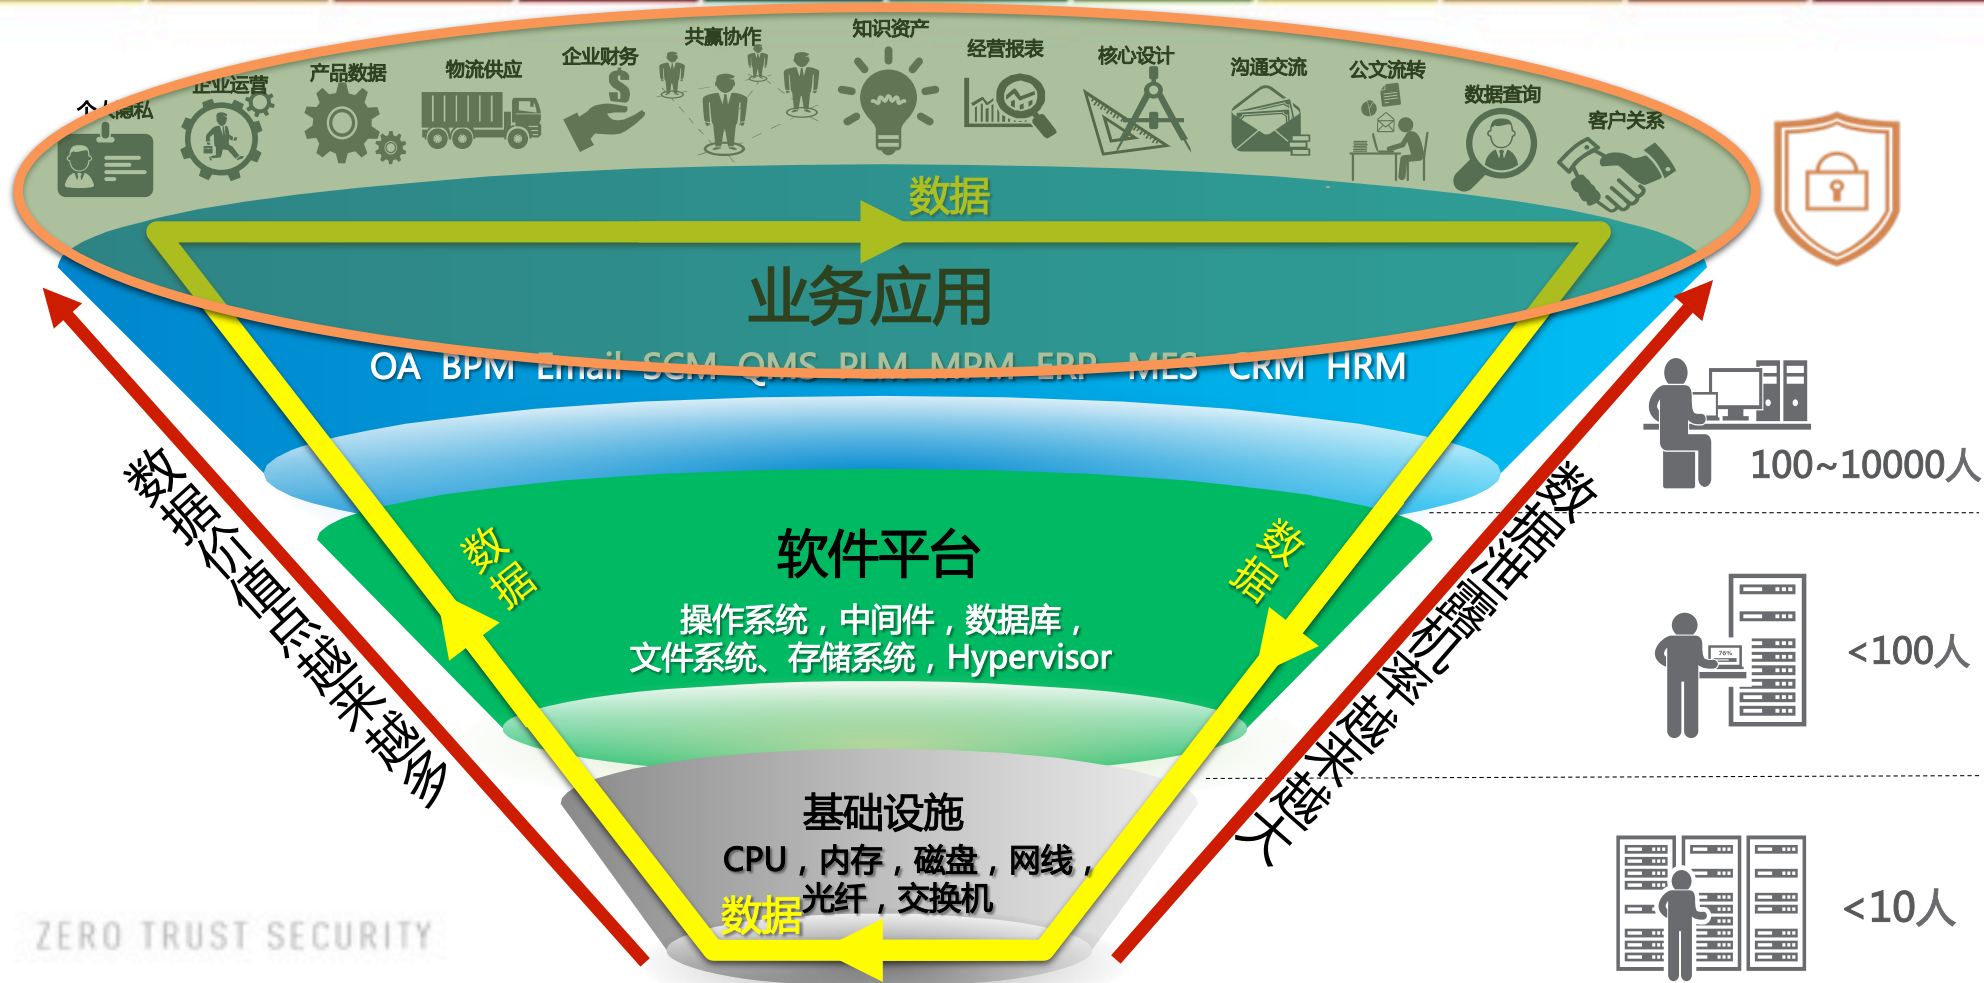 个人隐私
企业运营
产品数据
物流供应
企业财务
共赢协作
知识资产
经营报表
核心设计
沟通交流
公文流转
数据查询
客户关系
数据
业务应用
OA BPM Email SCM QMS PLM MPM ERP MES CRM HRM
100~10000人
数据价值点越来越多
数据
软件平台
数据
数据泄露机率越来越大
操作系统，中间件，数据库，
文件系统、存储系统，Hypervisor
<100人
76%
基础设施
CPU，内存，磁盘，网线，
光纤，交换机
数据
<10人
ZERO TRUST SECURITY